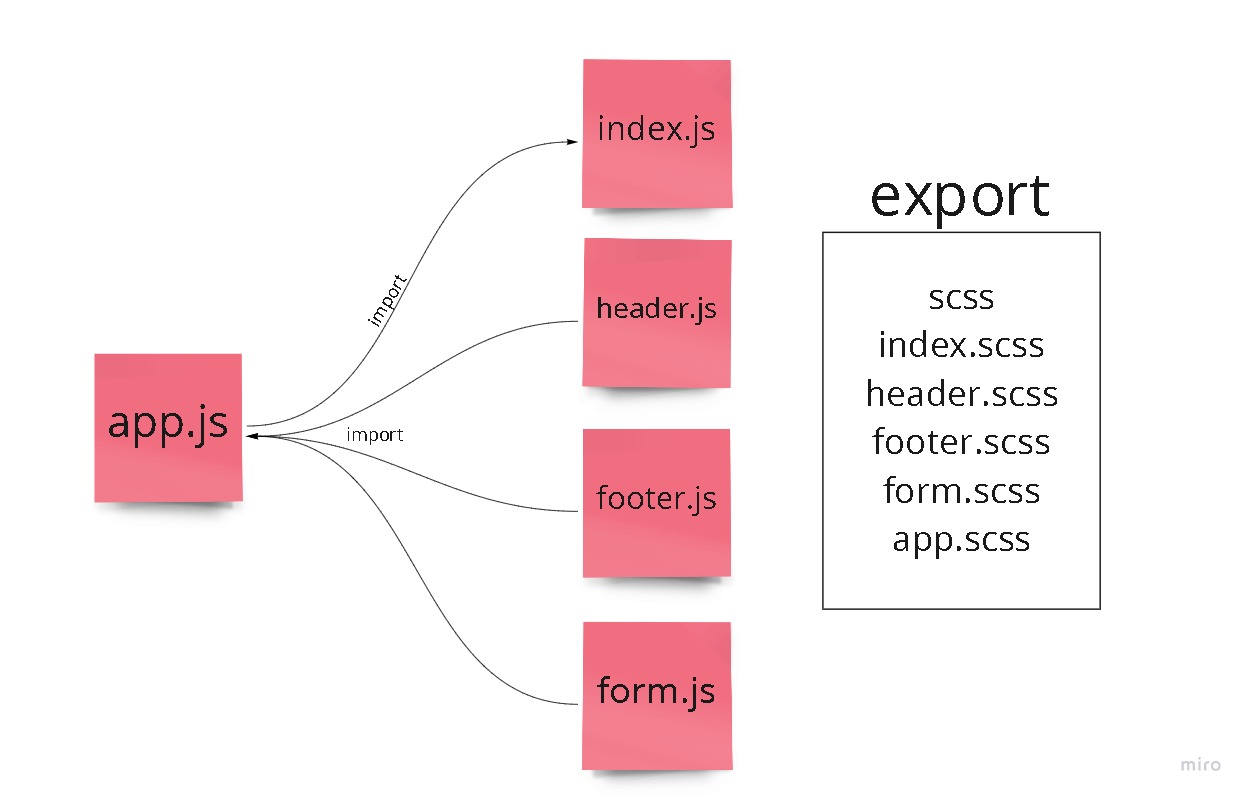 index.js
export
scss
header.js
import
index.scss
header.scss
app.js
import
footer.scss
footer.js
form.scss
app.scss
form.js
miro